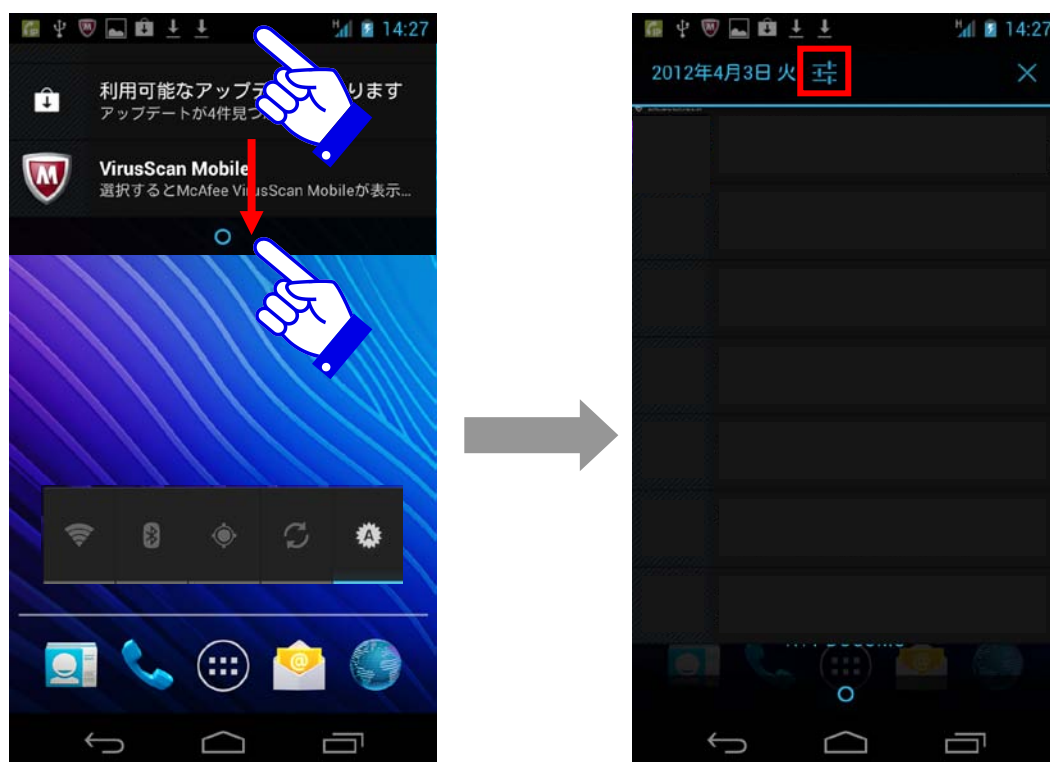 H
14:27
利用可能なアップデ
ります
アップデートが4件見つ
VirusScan Mobile
選択するとMcAfee VirusScan Mobileが表示...
A
H
14:27
2012年4月3日 火